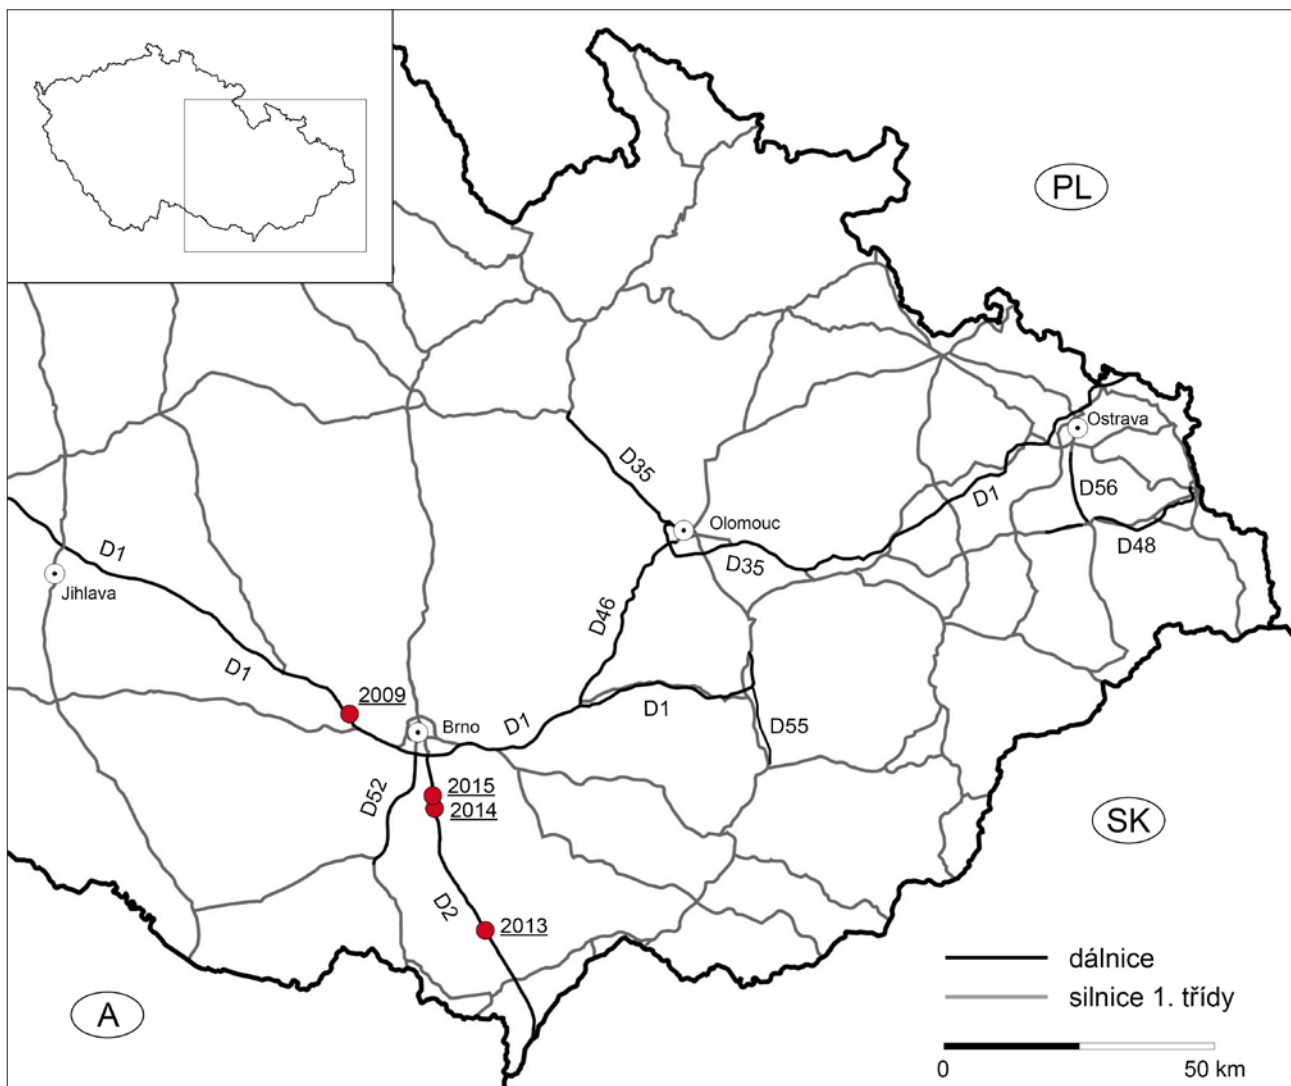 PL
Ostrava
D35
D1
D56
Olomouc
D48
D1
D35
Jihlava
D46
D1
2009
D1
D1
Brno
D55
D52
2015
2014
SK
D2
2013
dálnice
silnice 1. třídy
A
0 50 km